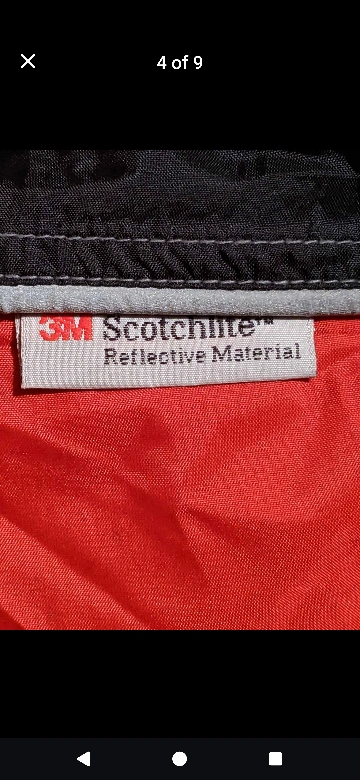 4 of 9
3M Scotchlite™
Reflective Material